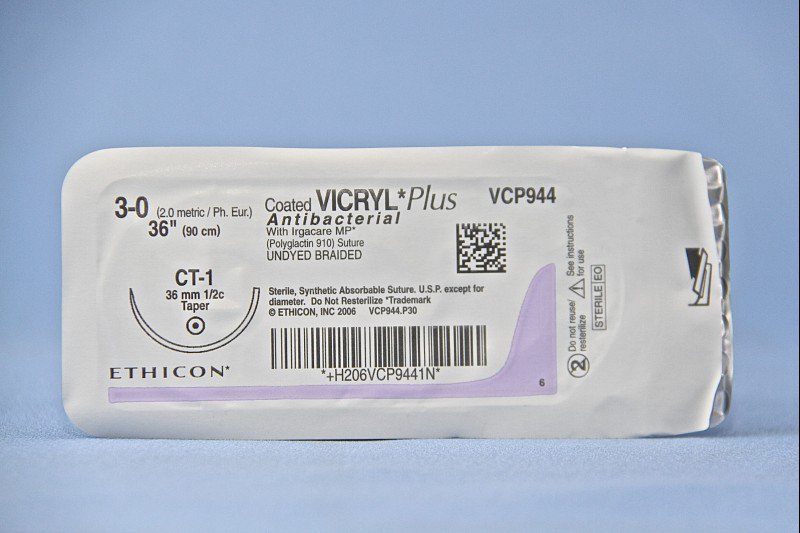 3-0 (2.0 metric / Ph. Eur.)
36" (90 cm)
Coated VICRYL* Plus
Antibacterial
With Irgacare MP*
(Polyglactin 910) Suture
UNDYED BRAIDED
VCP944
CT-1
36 mm 1/2c
Taper
ETHICON*
Sterile, Synthetic Absorbable Suture. U.S.P. except for
diameter. Do Not Resterilize *Trademark
© ETHICON, INC 2006 VCP944.P30
*+H206VCP9441N*
6
2 Do not reuse/
resterilize
See instructions
for use
STERILE EO